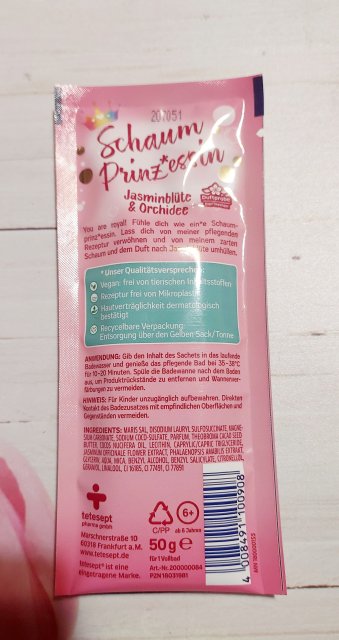 207051
Schaum
Prinz*essin
Jasminblüte
& Orchidee
Duftprobe
You are royal! Fühle dich wie ein*e Schaum-
prinz*essin. Lass dich von meiner pflegenden
Rezeptur verwöhnen und von meinem zarten
Schaum und dem Duft nach Jasminblüte umhüllen.
*Unser Qualitätsversprechen:
Vegan: frei von tierischen Inhaltsstoffen
Rezeptur frei von Mikroplastik
Hautverträglichkeit dermatologisch
bestätigt
Recycelbare Verpackung:
Entsorgung über den Gelben Sack/Tonne
ANWENDUNG: Gib den Inhalt des Sachets in das laufende
Badewasser und genieße das pflegende Bad bei 35-38°C
für 10-20 Minuten. Spüle die Badewanne nach dem Baden
aus, um Produktrückstände zu entfernen und Wannenver-
färbungen zu vermeiden.
HINWEIS: Für Kinder unzugänglich aufbewahren. Direkten
Kontakt des Badezusatzes mit empfindlichen Oberflächen und
Gegenständen vermeiden.
INGREDIENTS: MARIS SAL, DISODIUM LAURYL SULFOSUCCINATE, MAGNE-
SIUM CARBONATE, SODIUM COCO-SULFATE, PARFUM, THEOBROMA CACAO SEED
BUTTER, COCOS NUCIFERA OIL, LECITHIN, CAPRYLIC/CAPRIC TRIGLYCERIDE,
JASMINUM OFFICINALE FLOWER EXTRACT, PHALAENOPSIS AMABILIS EXTRACT,
GLYCERIN, AQUA, MICA, BENZYL ALCOHOL, BENZYL SALICYLATE, CITRONELLOL,
GERANIOL, LINALOOL, CI 16165, CI 77491, CI 77891
tetesept
pharma gmbh
Marschnerstraße 10
60318 Frankfurt a.M.
www.tetesept.de
tetesept® ist eine
eingetragene Marke.
C/PP
6+
ab 6 Jahren
50 g e
für 1 Vollbad
Art.-Nr. 200000084
PZN 18031981
4 008491 100908